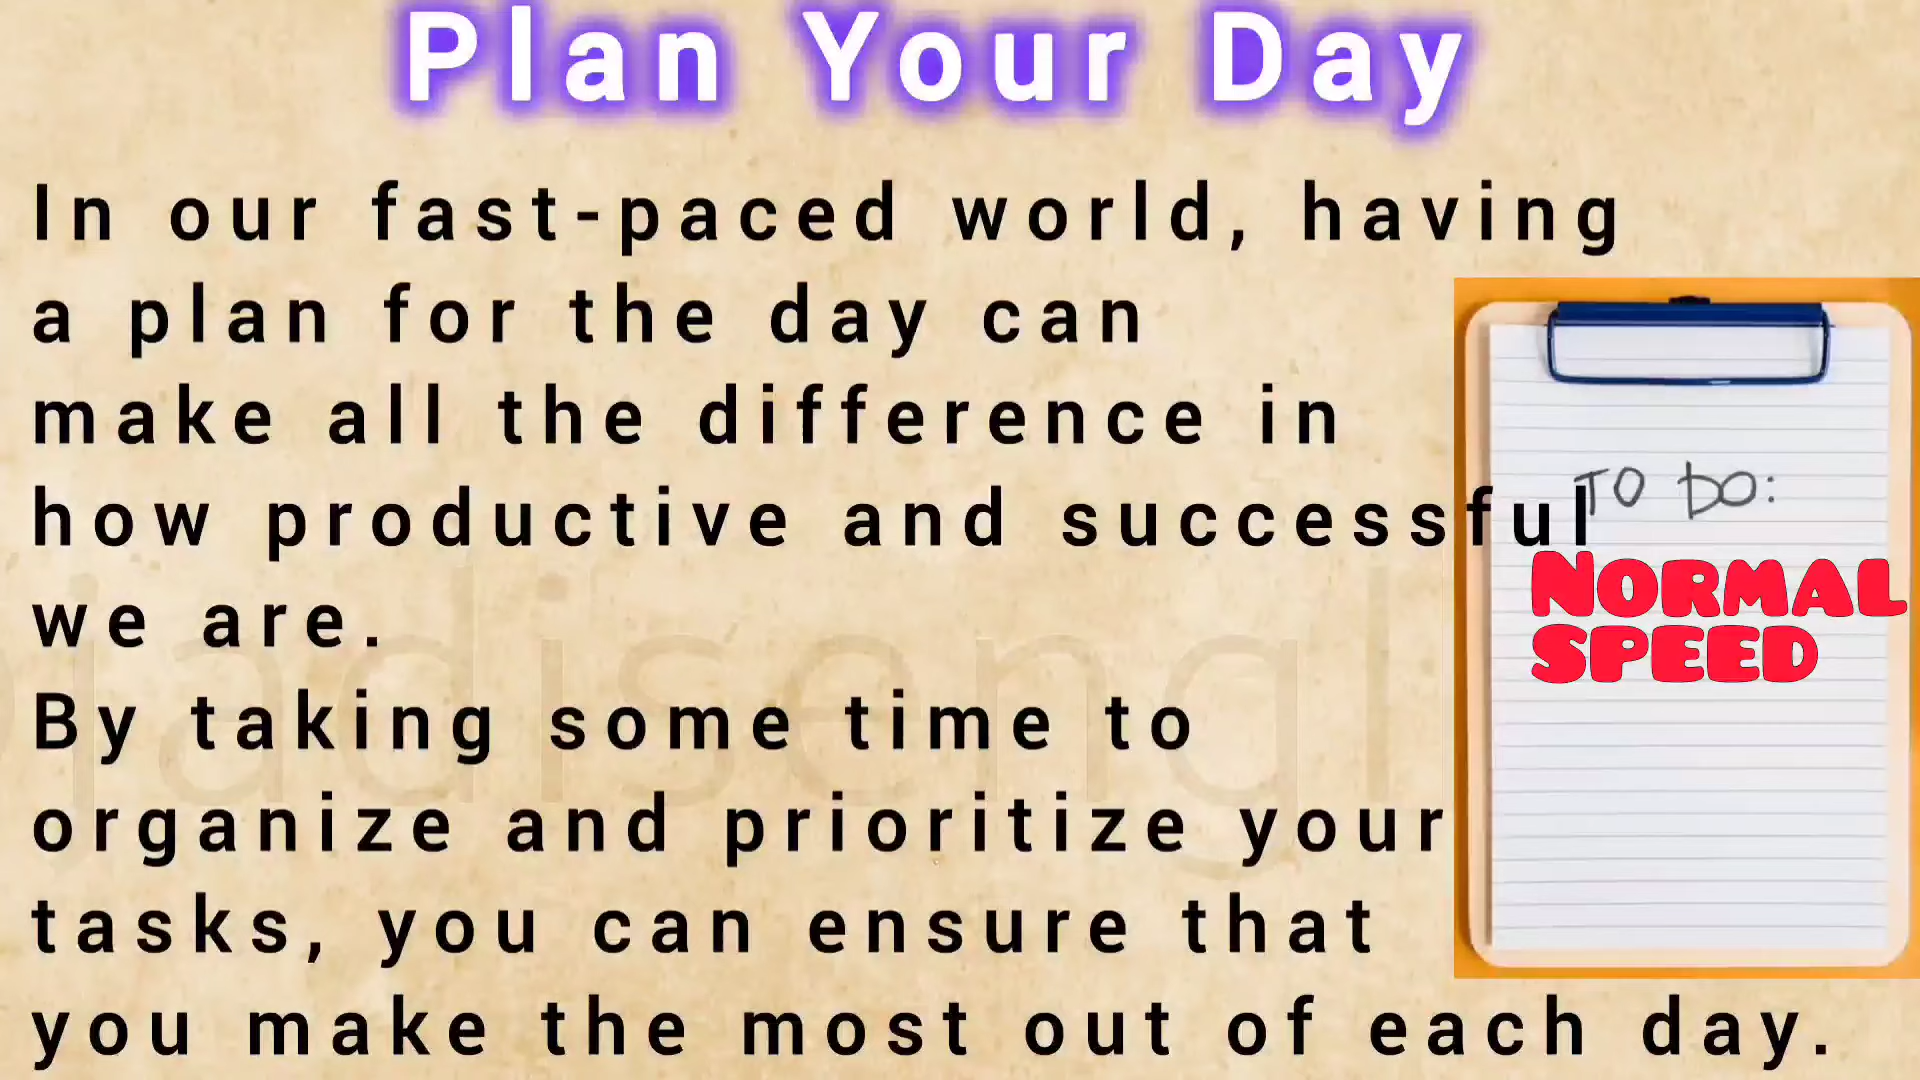 Plan Your Day
In our fast-paced world, having
a plan for the day can
make all the difference in
how productive and successful
we are.
By taking some time to
organize and prioritize your
tasks, you can ensure that
you make the most out of each day.
TO DO:
NORMAL
SPEED